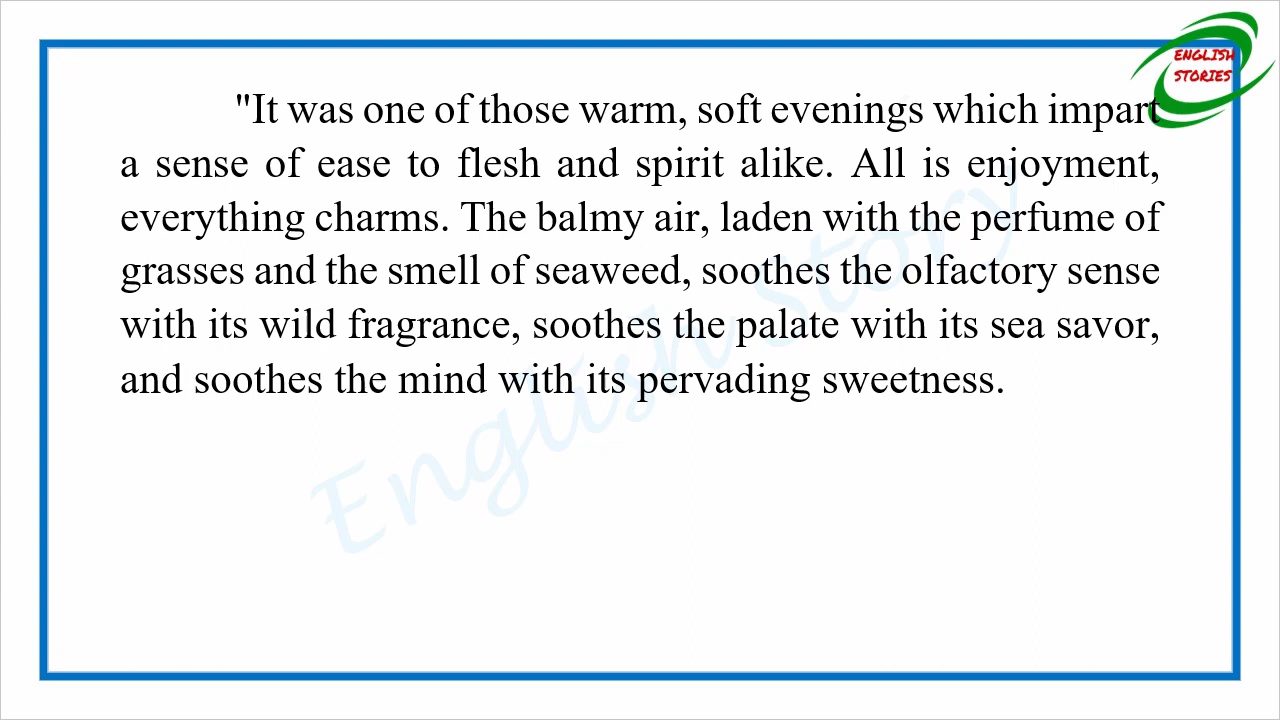 ENGLISH
STORIES
"It was one of those warm, soft evenings which impart
a sense of ease to flesh and spirit alike. All is enjoyment,
everything charms. The balmy air, laden with the perfume of
grasses and the smell of seaweed, soothes the olfactory sense
with its wild fragrance, soothes the palate with its sea savor,
and soothes the mind with its pervading sweetness.
English Story